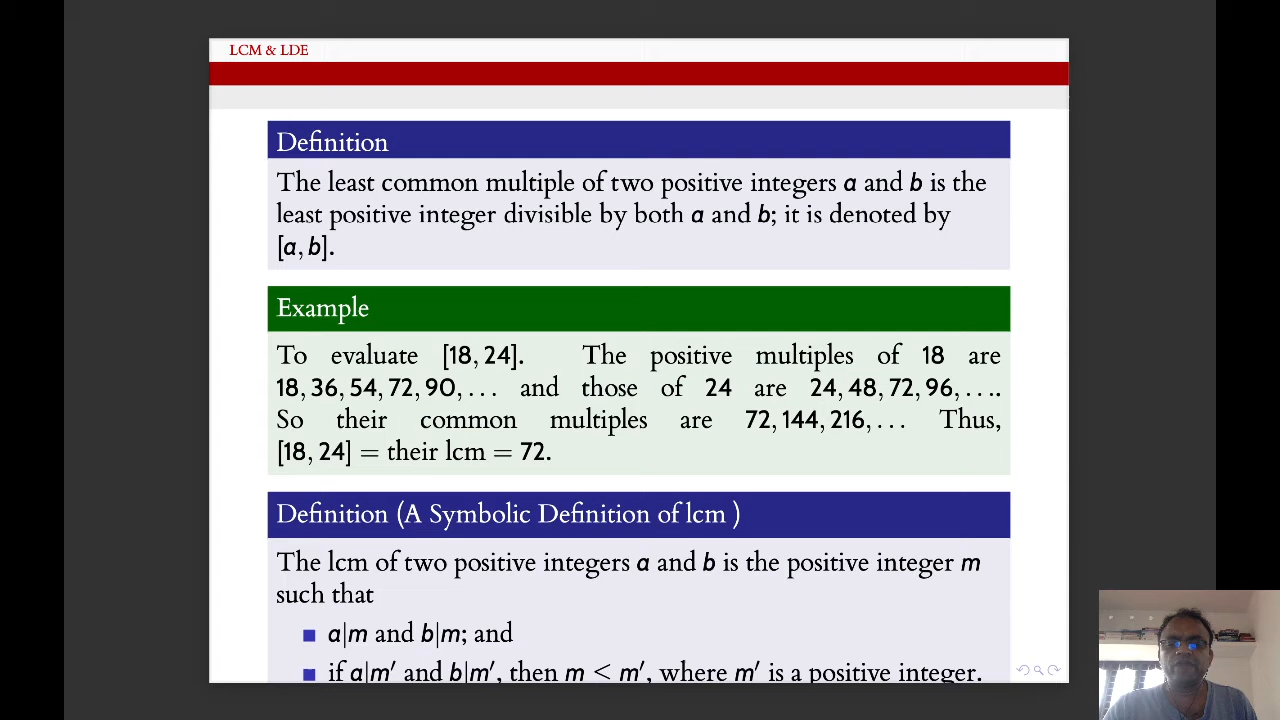 LCM & LDE
Definition
The least common multiple of two positive integers a and b is the
least positive integer divisible by both a and b; it is denoted by
[a, b].
Example
To evaluate [18, 24]. The positive multiples of 18 are
18, 36, 54, 72, 90, . . . and those of 24 are 24, 48, 72, 96, . . ..
So their common multiples are 72, 144, 216, . . . Thus,
[18, 24] = their lcm = 72.
Definition (A Symbolic Definition of lcm )
The lcm of two positive integers a and b is the positive integer m
such that
■ a|m and b|m; and
■ if a|m′ and b|m′, then m < m′, where m′ is a positive integer.